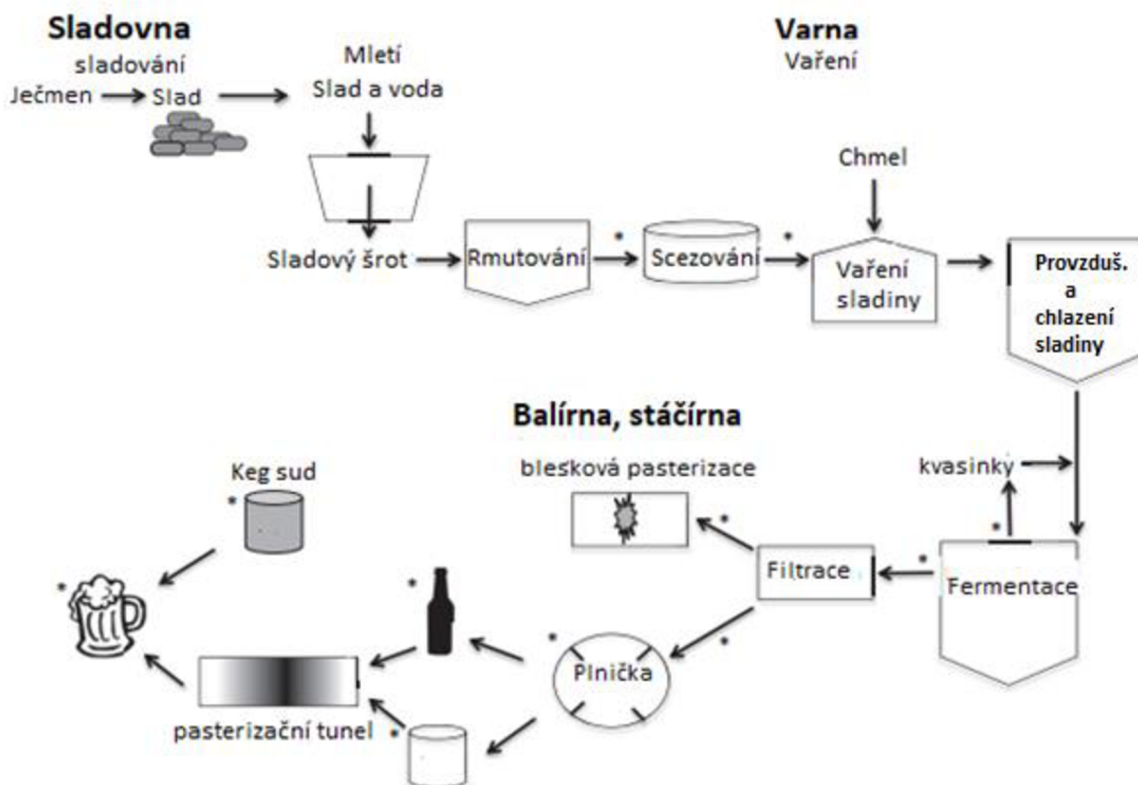 Sladovna
sladování
Ječmen
Slad
Mletí
Slad a voda
Varna
Vaření
Chmel
Sladový šrot
Rmutování
*
Scezování
*
Vaření
sladiny
Provzduš.
a
chlazení
sladiny
Balírna, stáčírna
Keg sud
*
blesková pasterizace
kvasinky
*
*
Filtrace
*
Fermentace
*
*
*
Plnička
*
pasterizační tunel
*